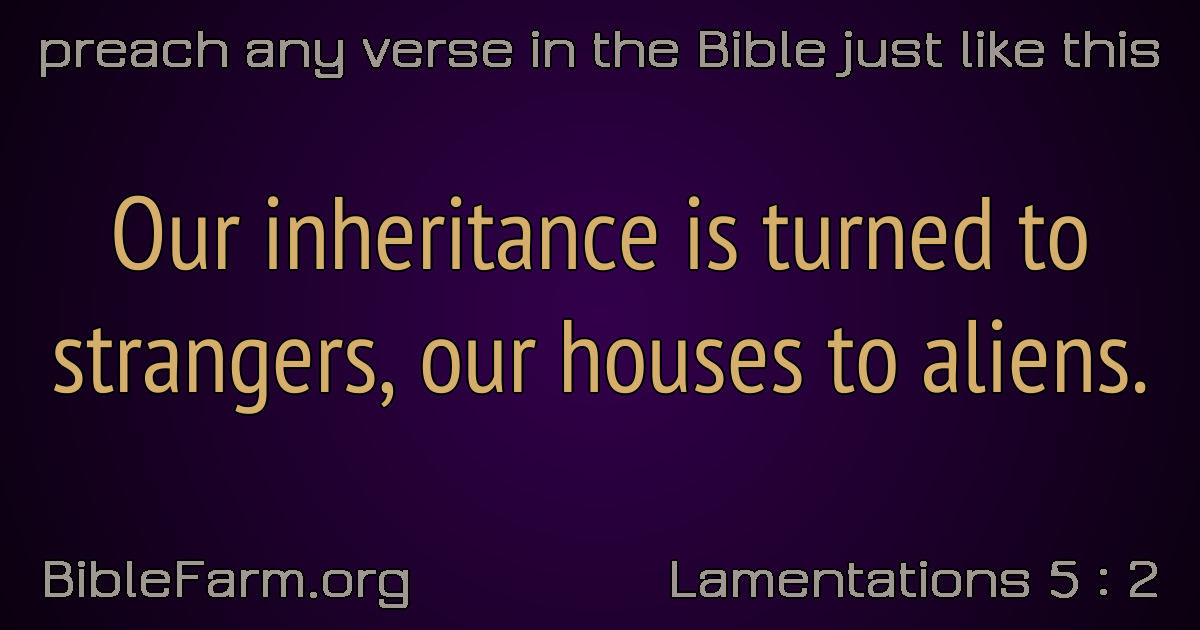 preach any verse in the Bible just like this
Our inheritance is turned to
strangers, our houses to aliens.
BibleFarm.org
Lamentations 5 : 2